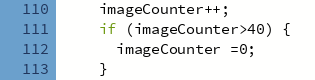 110 imageCounter++;
111 if (imageCounter>40) {
112 imageCounter =0;
113 }